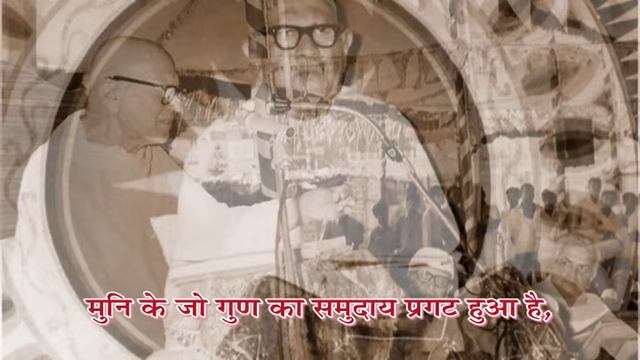 मुनि के जो गुण का समुदाय प्रगट हुआ है,